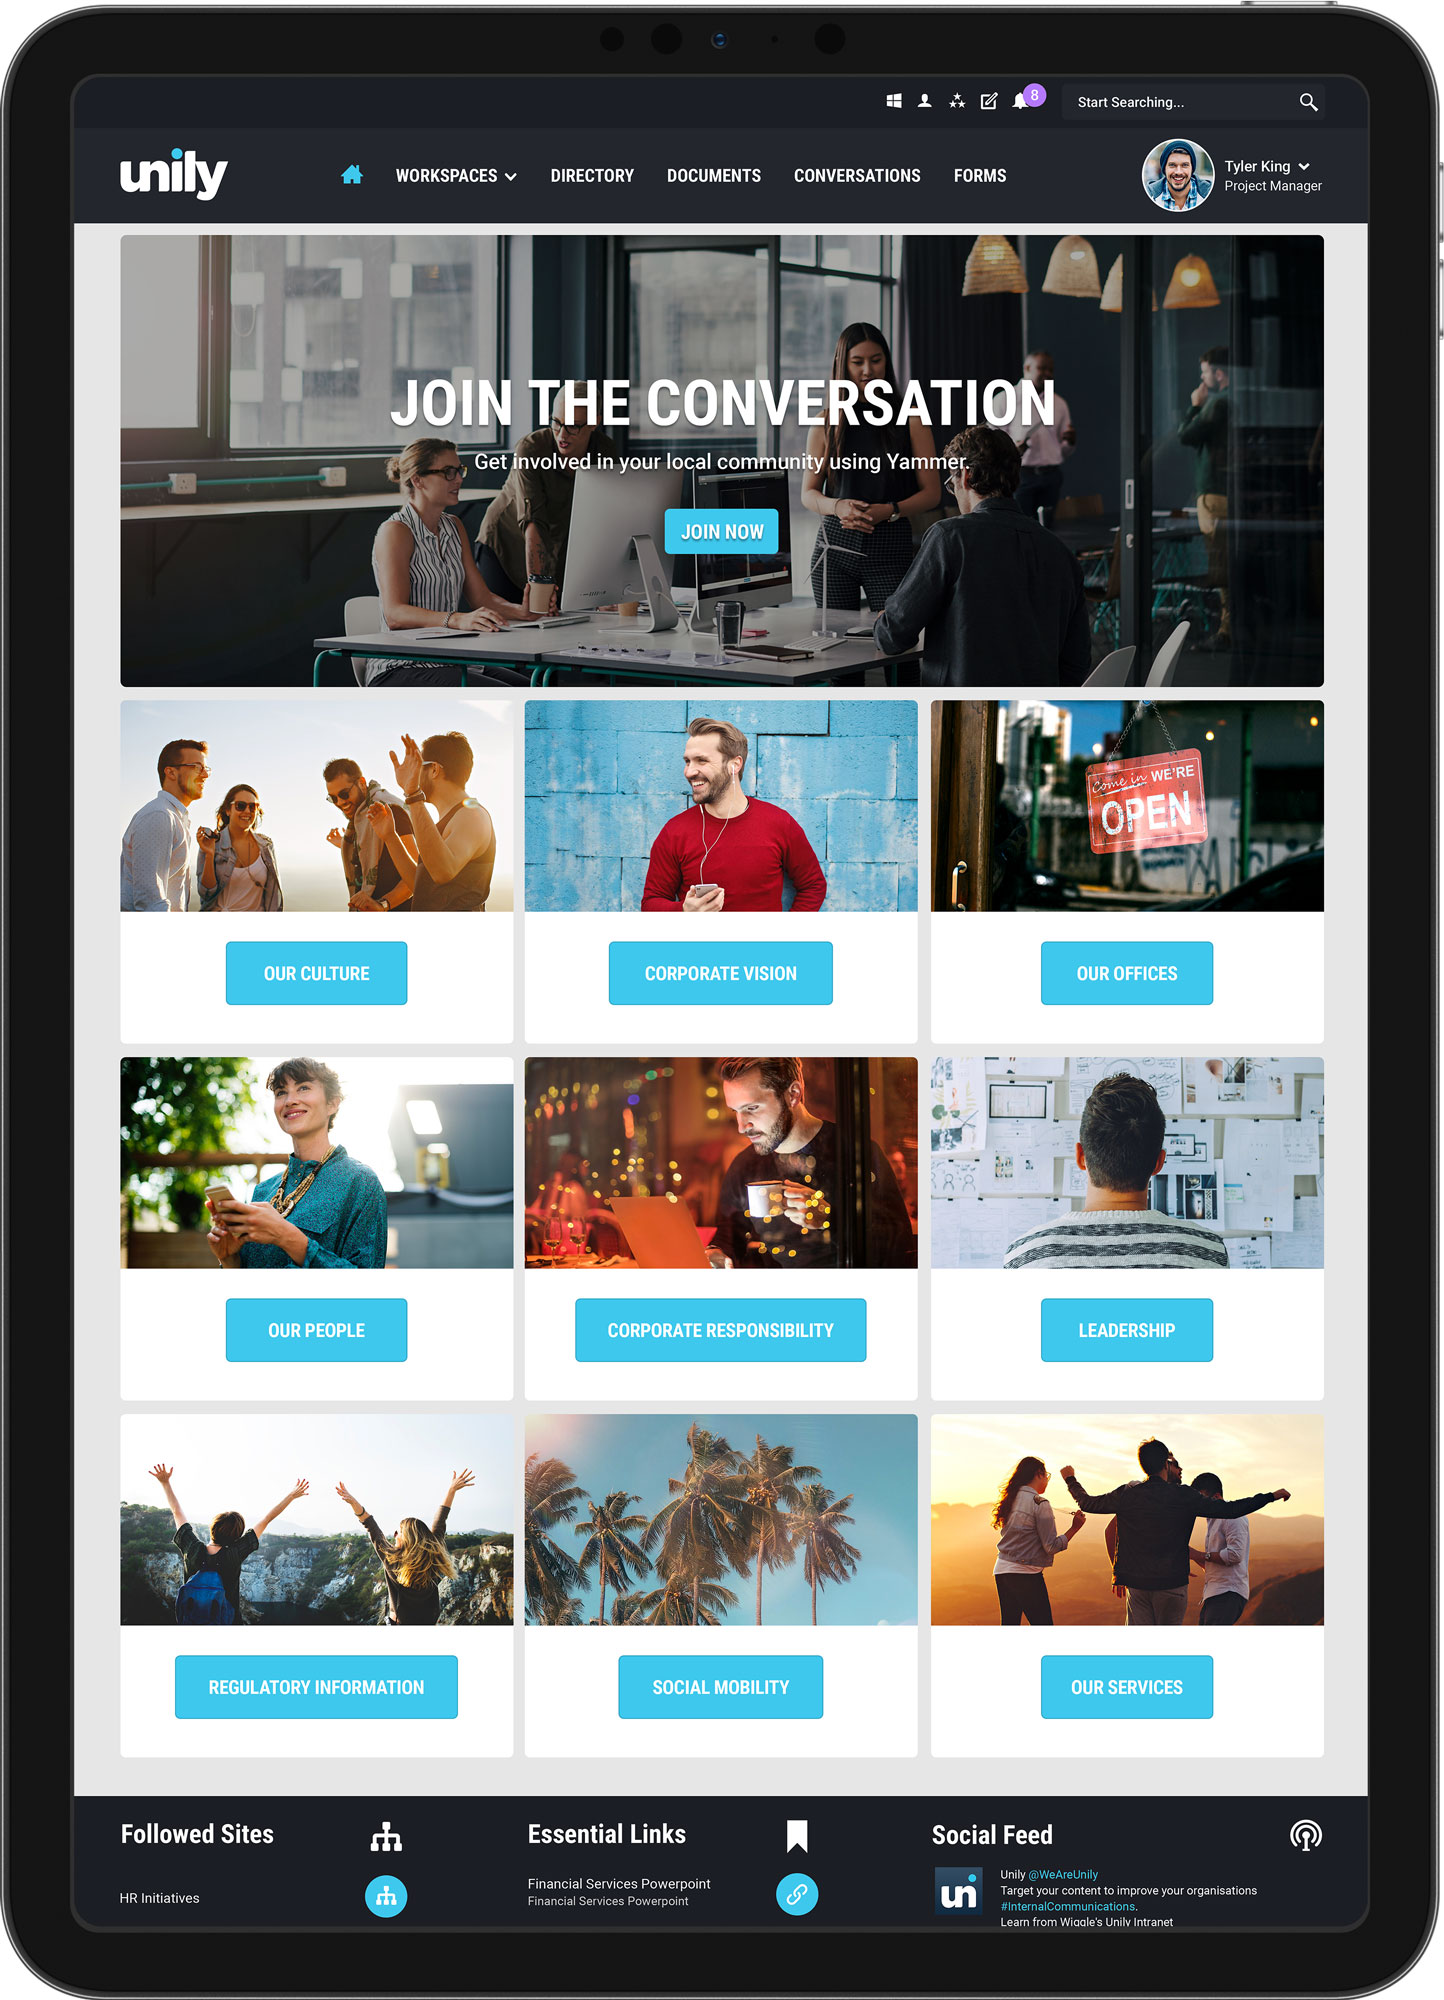 8
Start Searching...
unily
WORKSPACES
DIRECTORY
DOCUMENTS
CONVERSATIONS
FORMS
Tyler King
Project Manager
JOIN THE CONVERSATION
Get involved in your local community using Yammer.
JOIN NOW
Come in WE'RE
OPEN
OUR CULTURE
CORPORATE VISION
OUR OFFICES
OUR PEOPLE
CORPORATE RESPONSIBILITY
LEADERSHIP
REGULATORY INFORMATION
SOCIAL MOBILITY
OUR SERVICES
Followed Sites
HR Initiatives
Essential Links
Financial Services Powerpoint
Financial Services Powerpoint
Social Feed
un
Unily @WeAreUnily
Target your content to improve your organisations
#InternalCommunications.
Learn from Wiggle's Unily Intranet